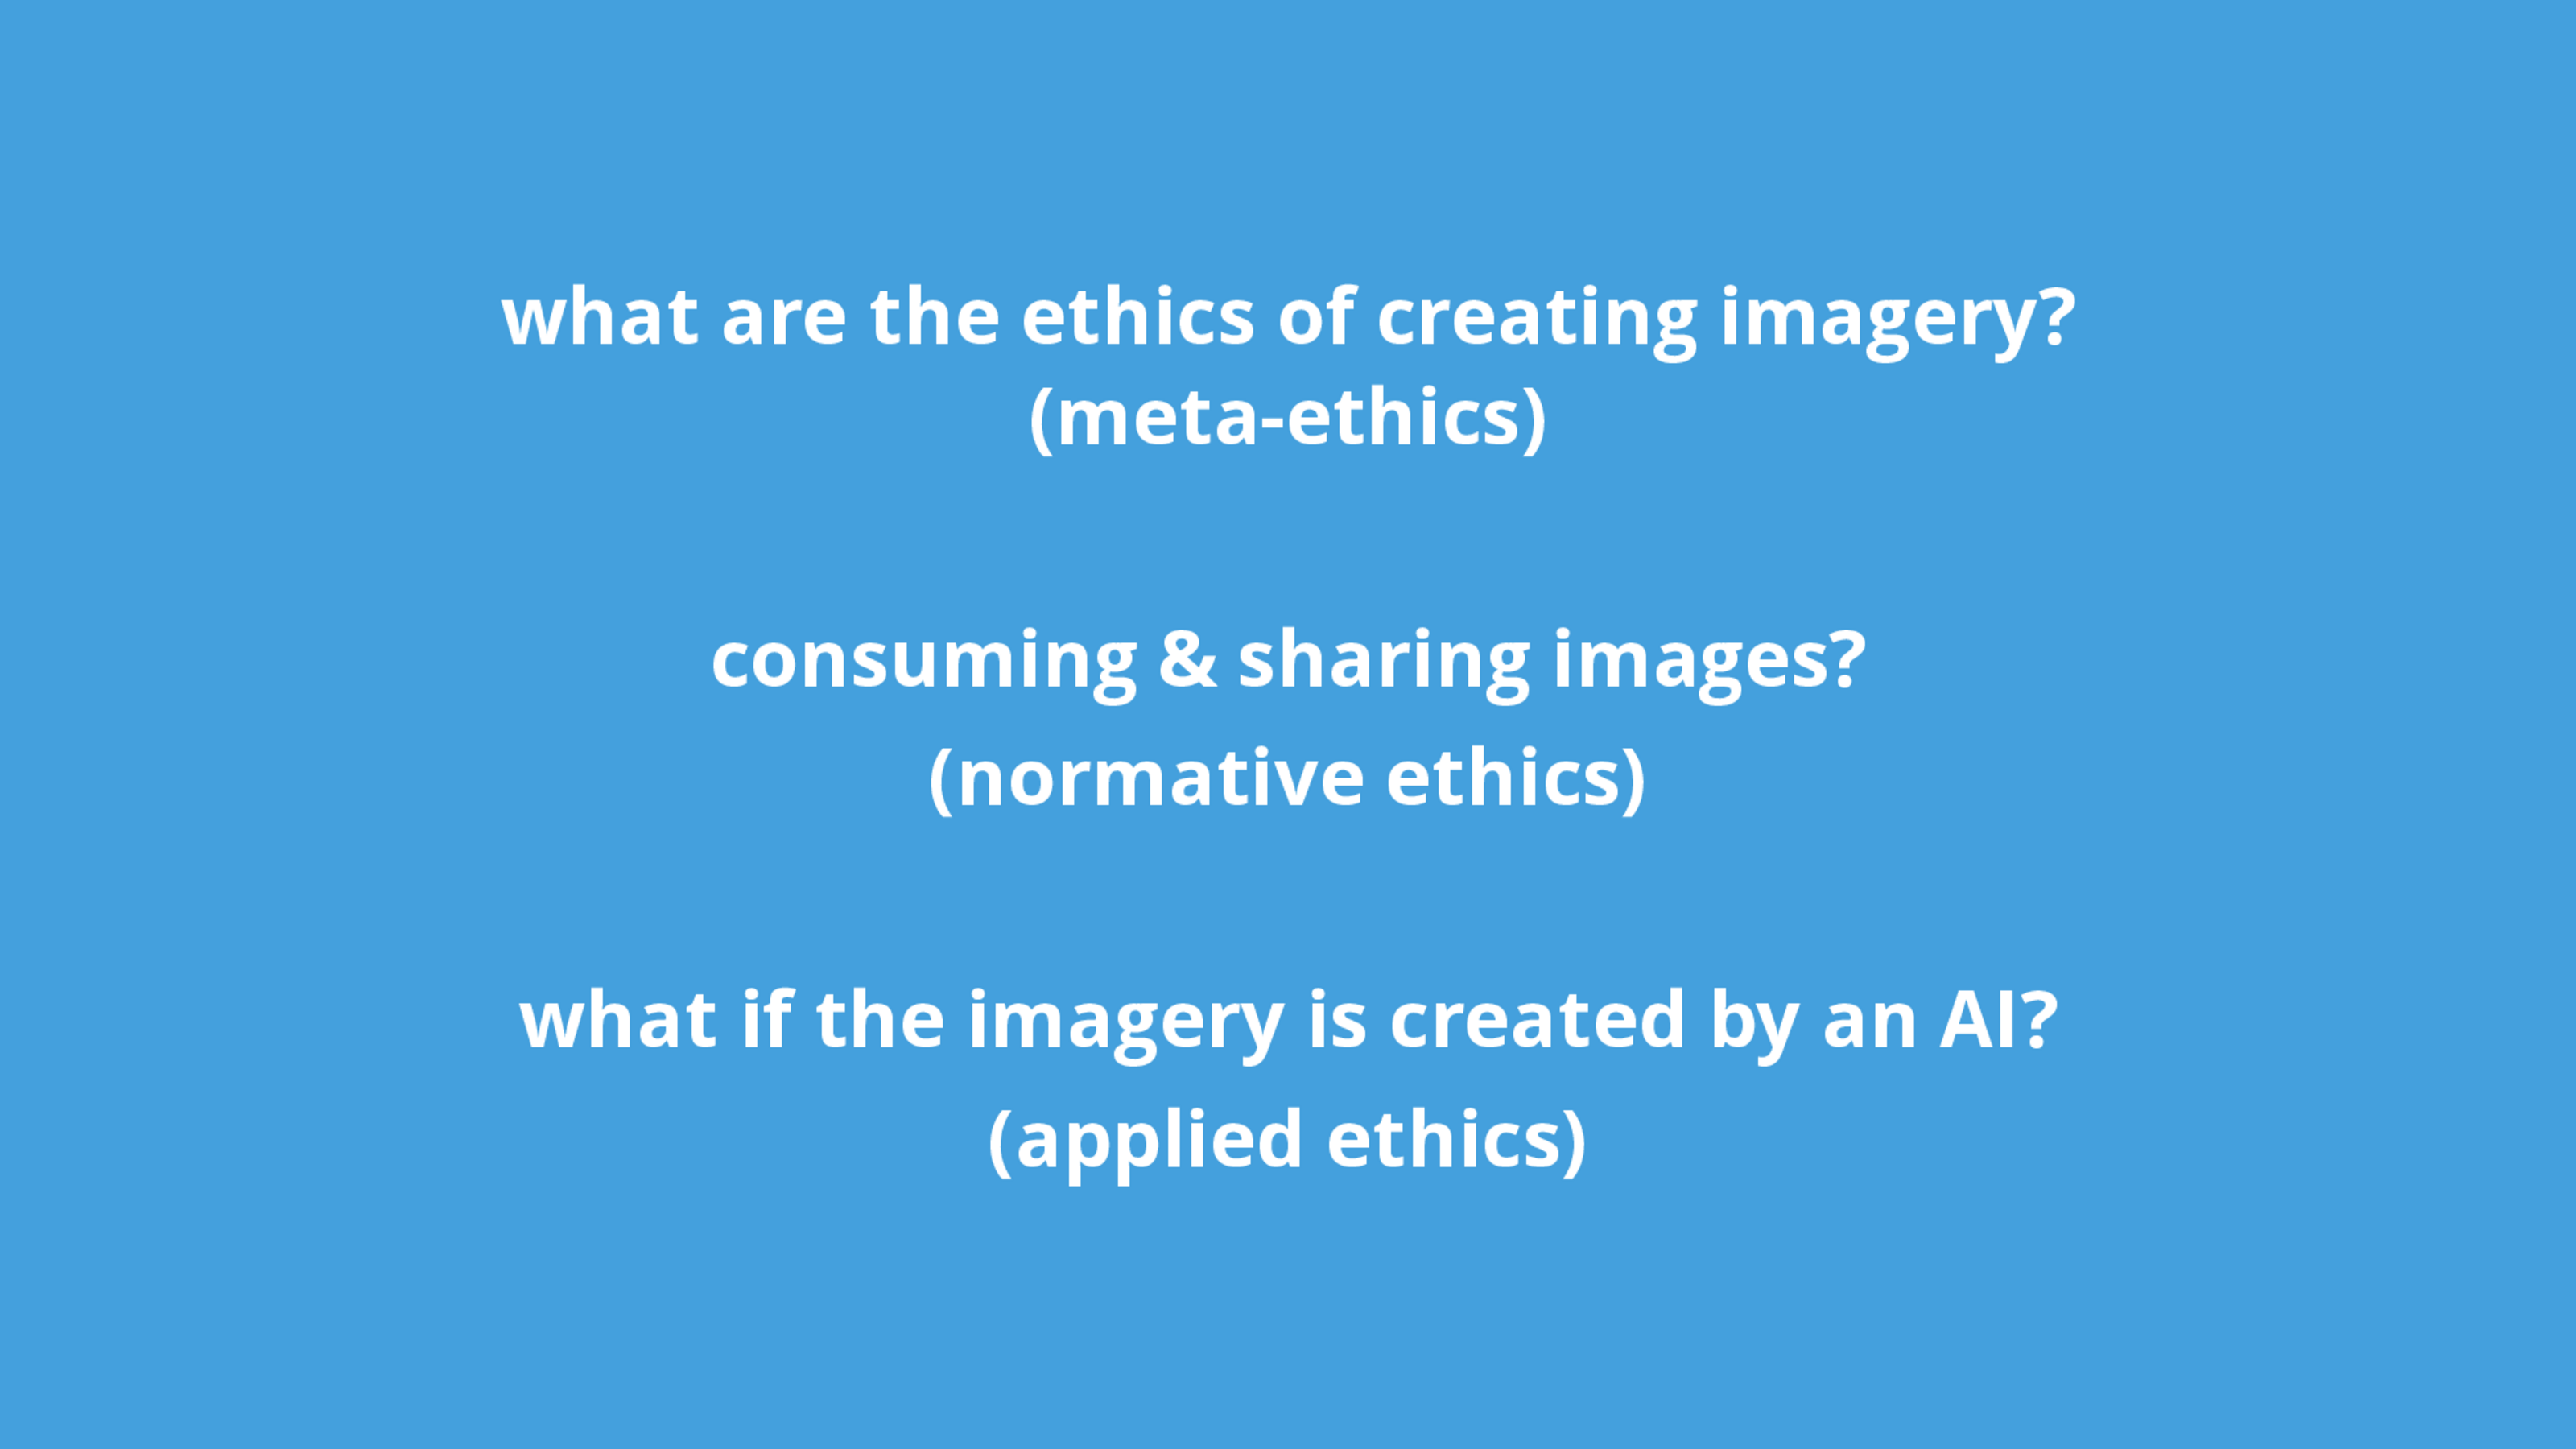 what are the ethics of creating imagery?
(meta-ethics)
consuming & sharing images?
(normative ethics)
what if the imagery is created by an AI?
(applied ethics)